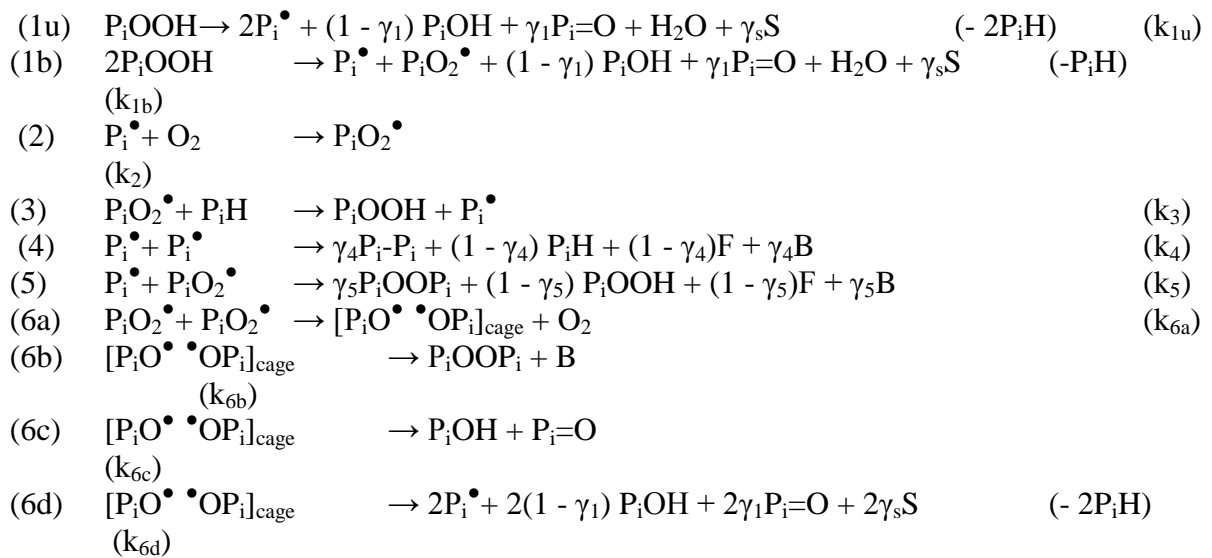 (1u) PᵢOOH→ 2Pᵢ• + (1 - γ₁) PᵢOH + γ₁Pᵢ=O + H₂O + γₛS (- 2PᵢH) (k₁ᵤ)
(1b) 2PᵢOOH → Pᵢ• + PᵢO₂• + (1 - γ₁) PᵢOH + γ₁Pᵢ=O + H₂O + γₛS (-PᵢH)
(k₁b)
(2) Pᵢ•+ O₂ → PᵢO₂•
(k₂)
(3) PᵢO₂•+ PᵢH → PᵢOOH + Pᵢ• (k₃)
(4) Pᵢ•+ Pᵢ• → γ₄Pᵢ-Pᵢ + (1 - γ₄) PᵢH + (1 - γ₄)F + γ₄B (k₄)
(5) Pᵢ•+ PᵢO₂• → γ₅PᵢOOPᵢ + (1 - γ₅) PᵢOOH + (1 - γ₅)F + γ₅B (k₅)
(6a) PᵢO₂•+ PᵢO₂• → [PᵢO• •OPᵢ]cage + O₂ (k₆ₐ)
(6b) [PᵢO• •OPᵢ]cage → PᵢOOPᵢ + B
(k₆b)
(6c) [PᵢO• •OPᵢ]cage → PᵢOH + Pᵢ=O
(k₆c)
(6d) [PᵢO• •OPᵢ]cage → 2Pᵢ•+ 2(1 - γ₁) PᵢOH + 2γ₁Pᵢ=O + 2γₛS (- 2PᵢH)
(k₆d)